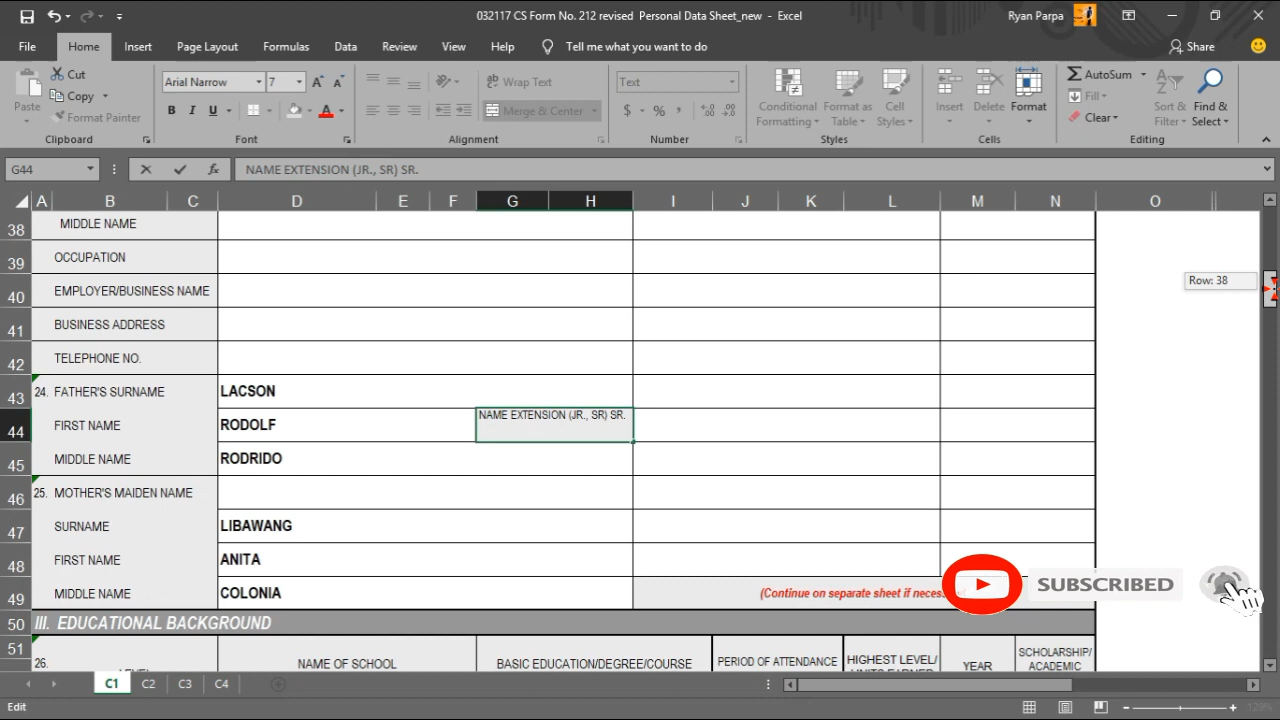 032117 CS Form No. 212 revised Personal Data Sheet_new - Excel
Ryan Parpa
File Home Insert Page Layout Formulas Data Review View Help Tell me what you want to do Share
Paste Cut Copy Format Painter
Arial Narrow 7 A A
B I U A
Wrap Text Merge & Center
Text
$ % ,
Conditional Formatting Format as Table Cell Styles
Insert Delete Format
AutoSum Fill Clear
Sort & Filter Find & Select
Clipboard Font Alignment Number Styles Cells Editing
G44 fx NAME EXTENSION (JR., SR) SR.
A B C D E F G H I J K L M N O
38 MIDDLE NAME
39 OCCUPATION
Row: 38
40 EMPLOYER/BUSINESS NAME
41 BUSINESS ADDRESS
42 TELEPHONE NO.
43 24. FATHER'S SURNAME LACSON
44 FIRST NAME RODOLF NAME EXTENSION (JR., SR) SR.
45 MIDDLE NAME RODRIDO
46 25. MOTHER'S MAIDEN NAME
47 SURNAME LIBAWANG
48 FIRST NAME ANITA
49 MIDDLE NAME COLONIA (Continue on separate sheet if
SUBSCRIBED
50 III. EDUCATIONAL BACKGROUND
51 26. NAME OF SCHOOL BASIC EDUCATION/DEGREE/COURSE PERIOD OF ATTENDANCE HIGHEST LEVEL/ YEAR SCHOLARSHIP/ ACADEMIC
C1 C2 C3 C4
Edit 129%